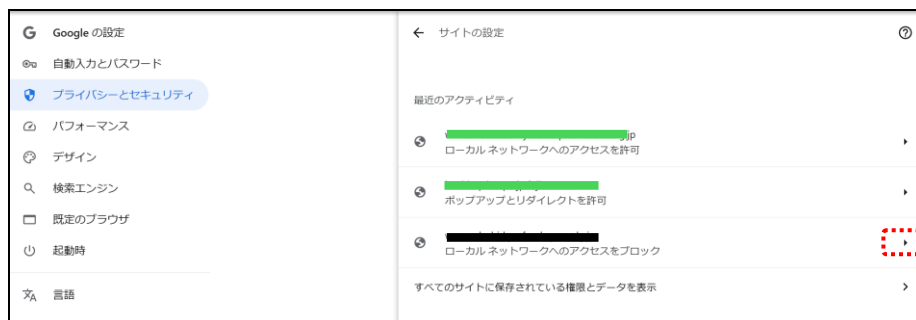 Google の設定
自動入力とパスワード
プライバシーとセキュリティ
パフォーマンス
デザイン
検索エンジン
既定のブラウザ
起動時
言語
サイトの設定
最近のアクティビティ
ローカル ネットワークへのアクセスを許可
ポップアップとリダイレクトを許可
ローカル ネットワークへのアクセスをブロック
すべてのサイトに保存されている権限とデータを表示